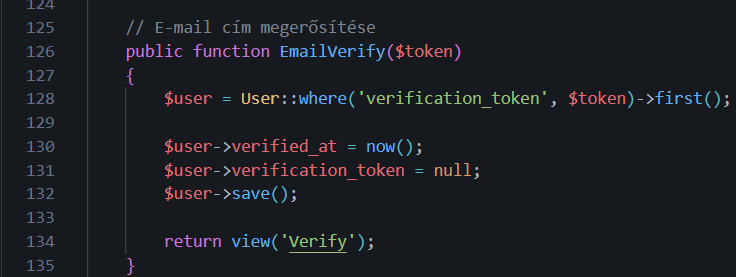 124
125 // E-mail cím megerősítése
126 public function EmailVerify($token)
127 {
128 $user = User::where('verification_token', $token)->first();
129
130 $user->verified_at = now();
131 $user->verification_token = null;
132 $user->save();
133
134 return view('Verify');
135 }